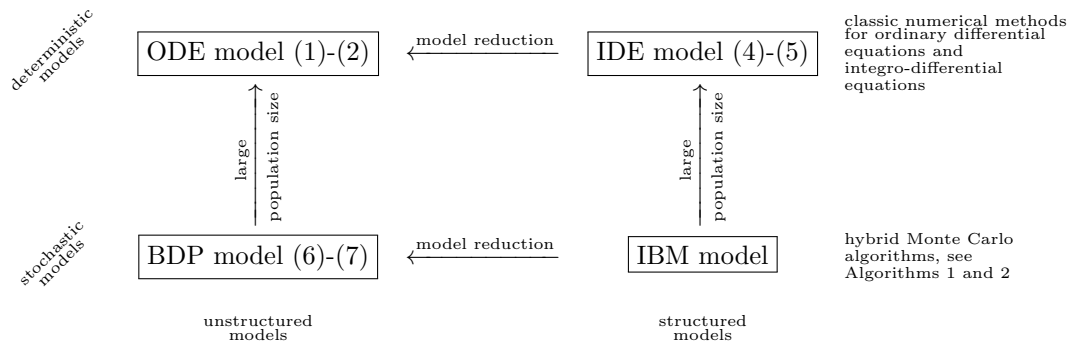 deterministic
models
ODE model (1)-(2)
model reduction
IDE model (4)-(5)
classic numerical methods
for ordinary differential
equations and
integro-differential
equations
large
population size
large
population size
stochastic
models
BDP model (6)-(7)
model reduction
IBM model
hybrid Monte Carlo
algorithms, see
Algorithms 1 and 2
unstructured
models
structured
models